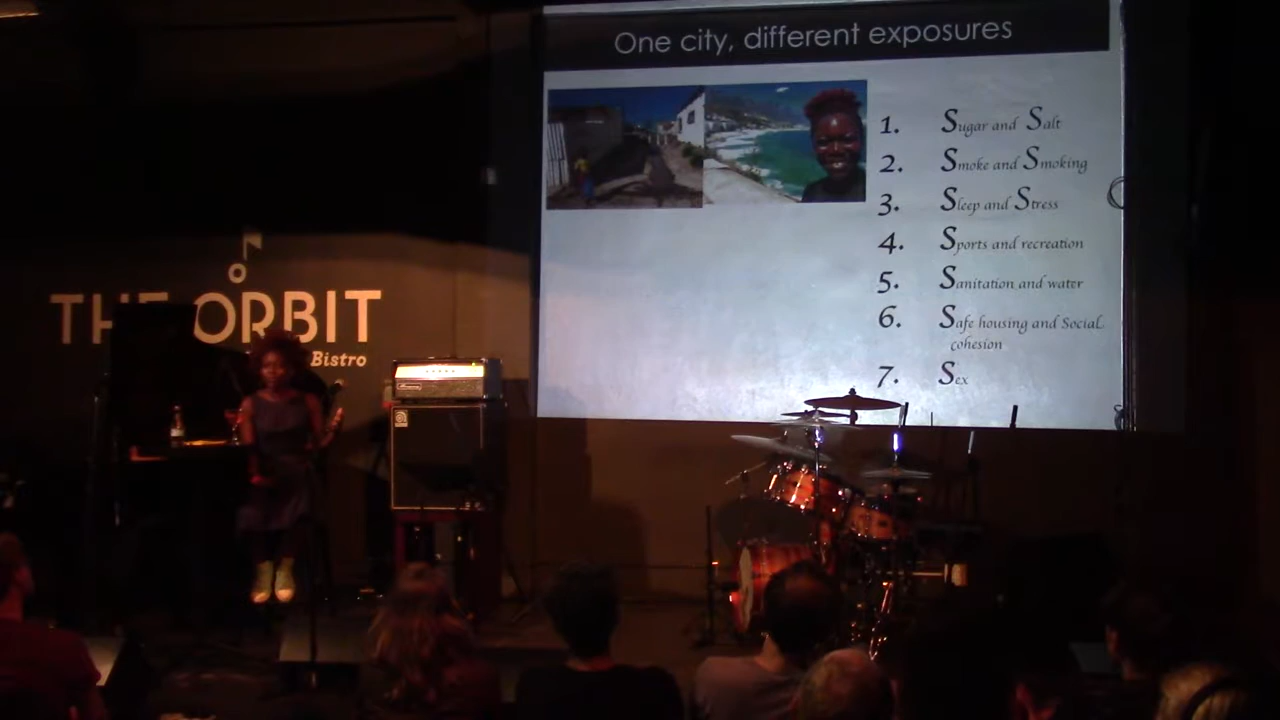 One city, different exposures
1. Sugar and Salt
2. Smoke and Smoking
3. Sleep and Stress
4. Sports and recreation
5. Sanitation and water
6. Safe housing and Social
cohesion
7. Sex
THE ORBIT
Bistro